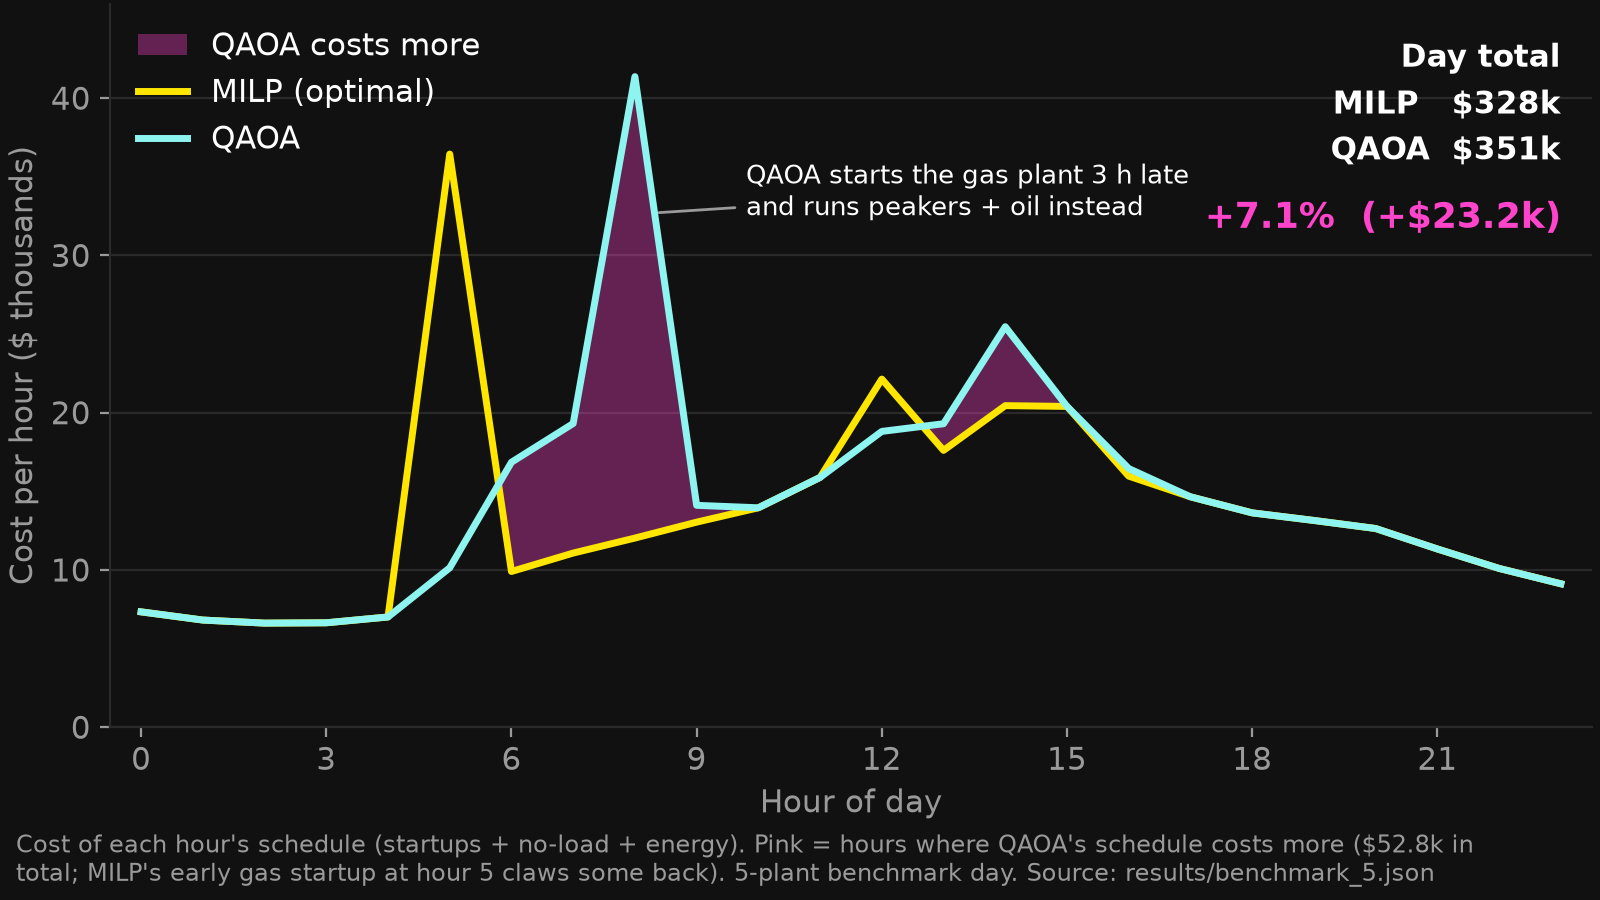 QAOA costs more
MILP (optimal)
QAOA
Day total
MILP $328k
QAOA $351k
+7.1% (+$23.2k)
QAOA starts the gas plant 3 h late
and runs peakers + oil instead
Cost per hour ($ thousands)
40
30
20
10
0
0 3 6 9 12 15 18 21
Hour of day
Cost of each hour's schedule (startups + no-load + energy). Pink = hours where QAOA's schedule costs more ($52.8k in
total; MILP's early gas startup at hour 5 claws some back). 5-plant benchmark day. Source: results/benchmark_5.json